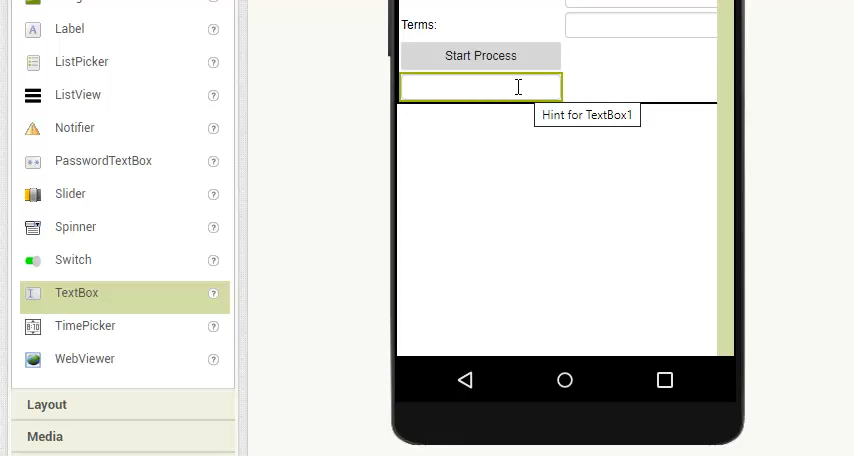 Label ?
ListPicker ?
ListView ?
Notifier ?
PasswordTextBox ?
Slider ?
Spinner ?
Switch ?
TextBox ?
TimePicker ?
WebViewer ?
Layout
Media
Terms:
Start Process
Hint for TextBox1